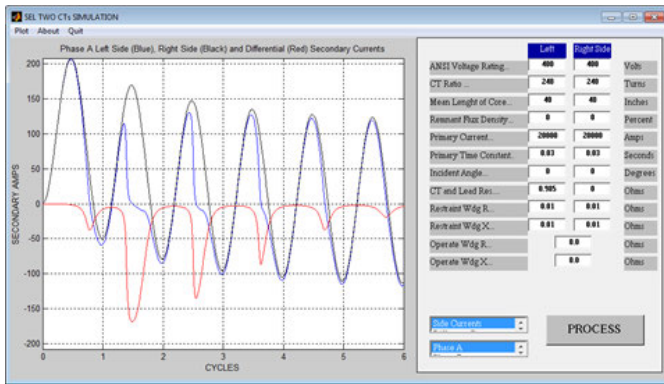 SEL TWO CTs SIMULATION
Plot About Quit
Phase A Left Side (Blue), Right Side (Black) and Differential (Red) Secondary Currents
200
150
100
50
0
-50
-100
-150
-200
SECONDARY AMPS
0 1 2 3 4 5 6
CYCLES
Left Right Side
ANSI Voltage Rating... 400 400 Volts
CT Ratio ... 240 240 Turns
Mean Lenght of Core... 40 40 Inches
Remnent Flux Density... 0 0 Percent
Primary Current... 20000 20000 Amps
Primary Time Constant.. 0.03 0.03 Seconds
Incident Angle... 0 0 Degrees
CT and Lead Res... 0.985 0 Ohms
Restraint Wdg R... 0.01 0.01 Ohms
Restraint Wdg X... 0.01 0.01 Ohms
Operate Wdg R... 0.0 Ohms
Operate Wdg X... 0.0 Ohms
Side Currents
Phase A
PROCESS